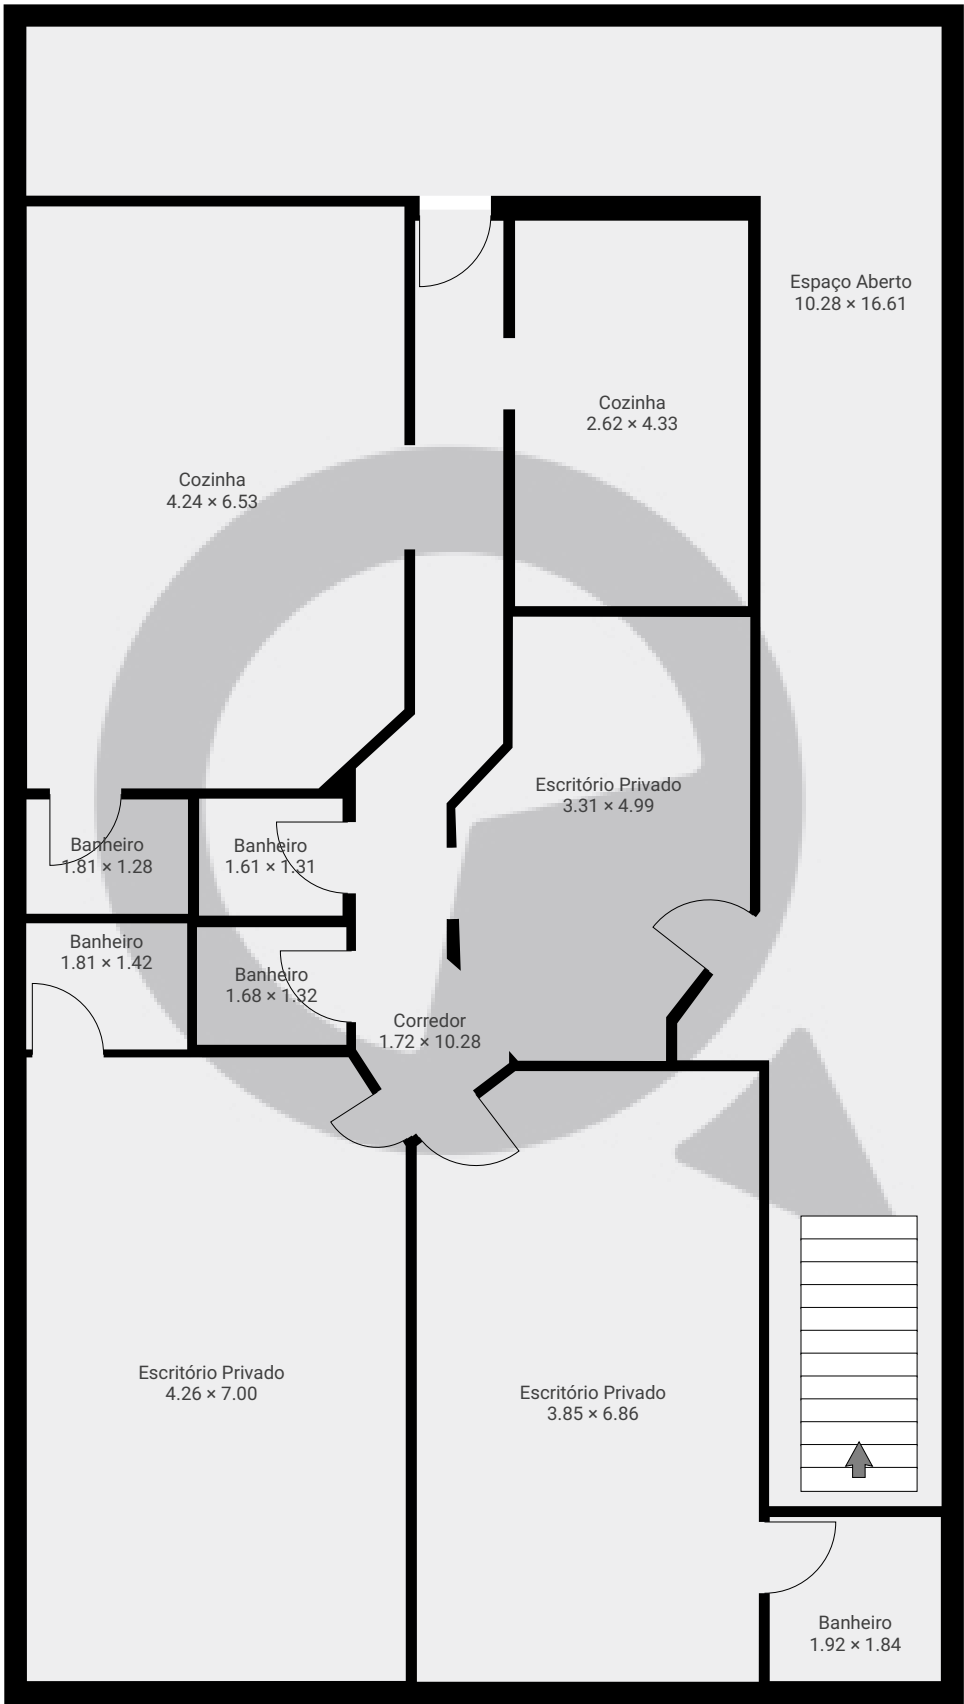 Espaço Aberto
10.28 × 16.61
Cozinha
2.62 × 4.33
Cozinha
4.24 × 6.53
Escritório Privado
3.31 × 4.99
Banheiro
1.81 × 1.28
Banheiro
1.61 × 1.31
Banheiro
1.81 × 1.42
Banheiro
1.68 × 1.32
Corredor
1.72 × 10.28
Escritório Privado
4.26 × 7.00
Escritório Privado
3.85 × 6.86
Banheiro
1.92 × 1.84